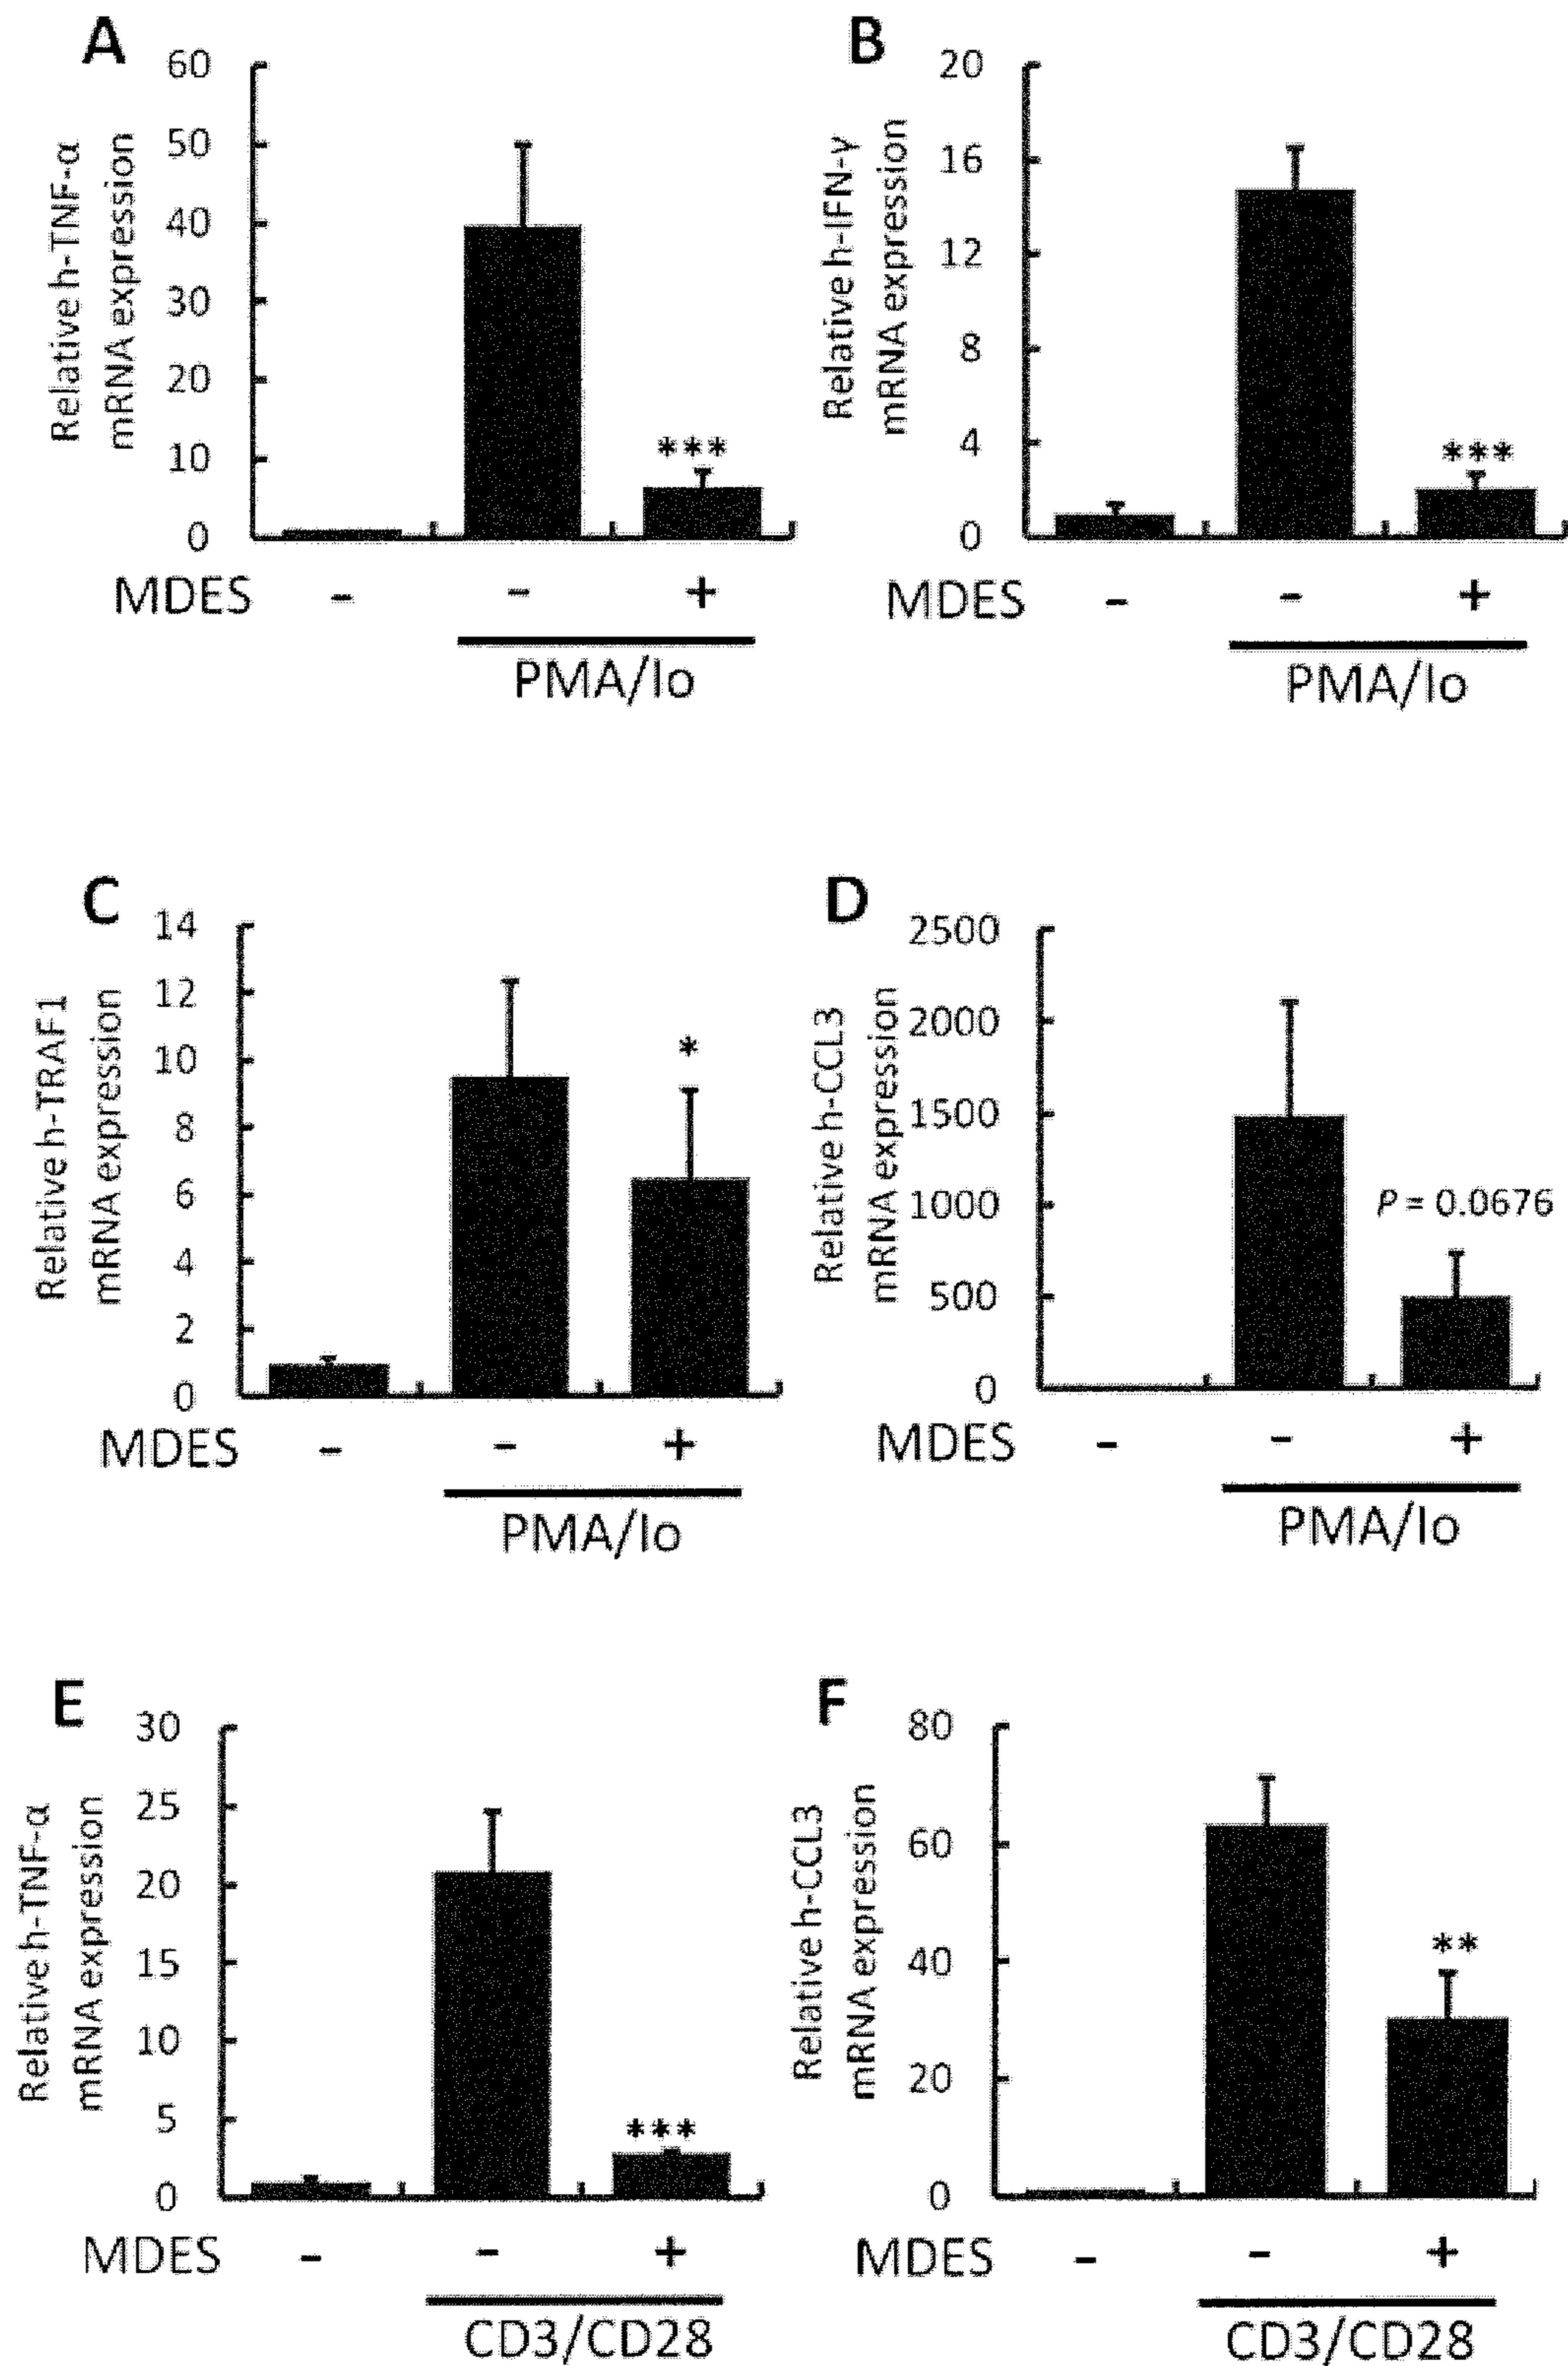 A
Relative h-TNF-α
mRNA expression
60
50
40
30
20
10
0
***
MDES - - +
PMA/Io
B
Relative h-IFN-γ
mRNA expression
20
16
12
8
4
0
***
MDES - - +
PMA/Io
C
Relative h-TRAF1
mRNA expression
14
12
10
8
6
4
2
0
*
MDES - - +
PMA/Io
D
Relative h-CCL3
mRNA expression
2500
2000
1500
1000
500
0
P = 0.0676
MDES - - +
PMA/Io
E
Relative h-TNF-α
mRNA expression
30
25
20
15
10
5
0
***
MDES - - +
CD3/CD28
F
Relative h-CCL3
mRNA expression
80
60
40
20
0
**
MDES - - +
CD3/CD28